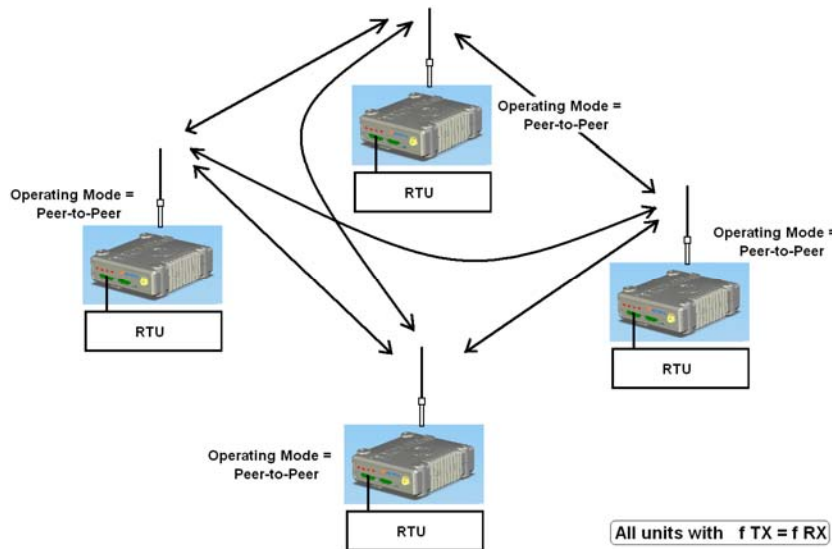 Operating Mode =
Peer-to-Peer
RTU
Operating Mode =
Peer-to-Peer
RTU
Operating Mode =
Peer-to-Peer
RTU
Operating Mode =
Peer-to-Peer
RTU
All units with f TX = f RX